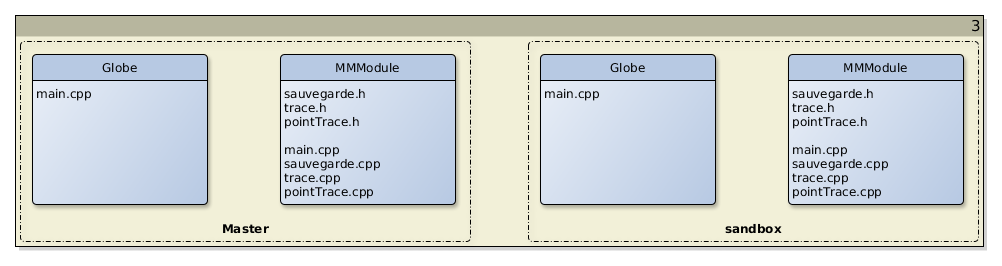 3
Globe
main.cpp
MMModule
sauvegarde.h
trace.h
pointTrace.h
main.cpp
sauvegarde.cpp
trace.cpp
pointTrace.cpp
Master
Globe
main.cpp
MMModule
sauvegarde.h
trace.h
pointTrace.h
main.cpp
sauvegarde.cpp
trace.cpp
pointTrace.cpp
sandbox